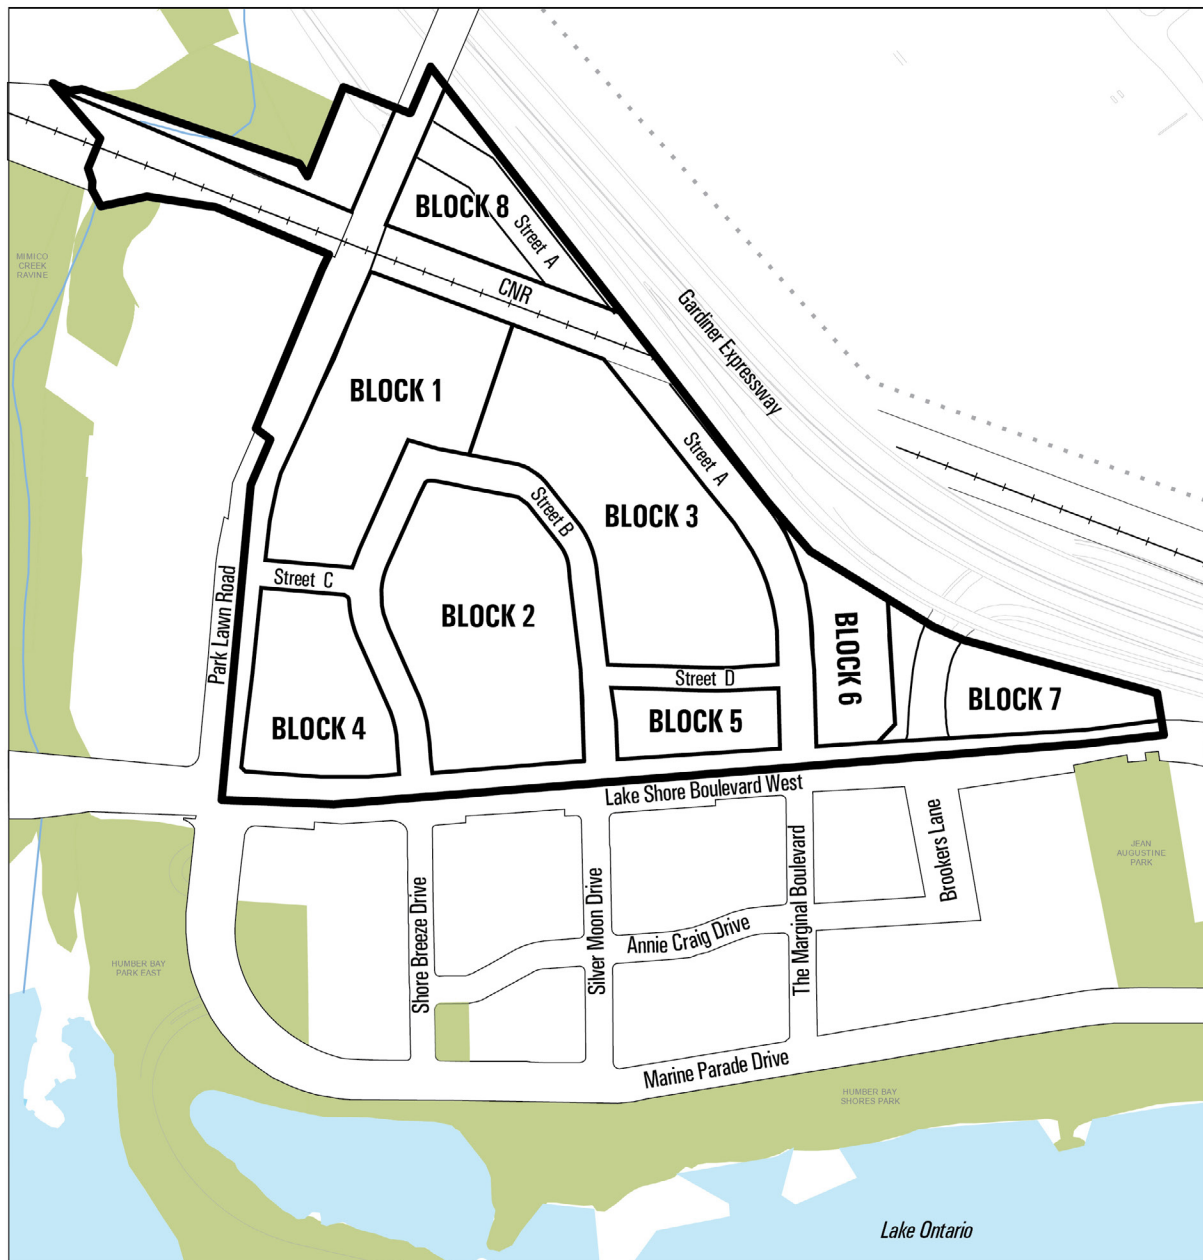 BLOCK 8
Street A
MIMICO
CREEK
RAVINE
CNR
Gardiner Expressway
BLOCK 1
Street A
Street B
BLOCK 3
Street C
Park Lawn Road
BLOCK 2
BLOCK 6
Street D
BLOCK 7
BLOCK 4
BLOCK 5
Lake Shore Boulevard West
Brookers Lane
JEAN
AUGUSTINE
PARK
Shore Breeze Drive
Silver Moon Drive
Annie Craig Drive
The Marginal Boulevard
HUMBER BAY
PARK EAST
Marine Parade Drive
HUMBER BAY
SHORES PARK
Lake Ontario